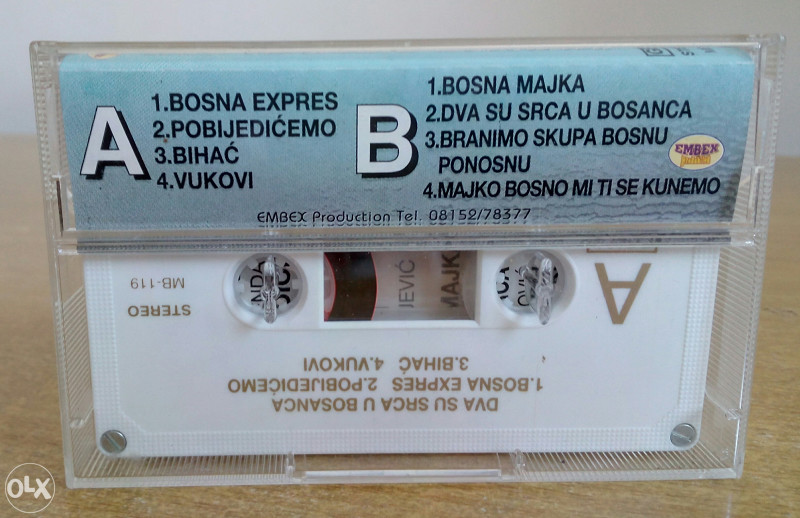 A
1.BOSNA EXPRES
2.POBIJEDIĆEMO
3.BIHAĆ
4.VUKOVI
B
1.BOSNA MAJKA
2.DVA SU SRCA U BOSANCA
3.BRANIMO SKUPA BOSNU
PONOSNU
4.MAJKO BOSNO MI TI SE KUNEMO
EMBEX
EMBEX Production Tel. 08152/78377
A
MB-119
STEREO
JEVIĆ
MAJK
DVA SU SRCA U BOSANCA
1.BOSNA EXPRES 2.POBIJEDIĆEMO
3.BIHAĆ 4.VUKOVI
OLX